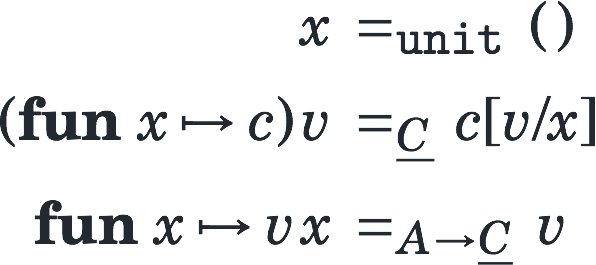 x =unit ()
(fun x ↦ c)v =C c[v/x]
fun x ↦ v x =A→C v